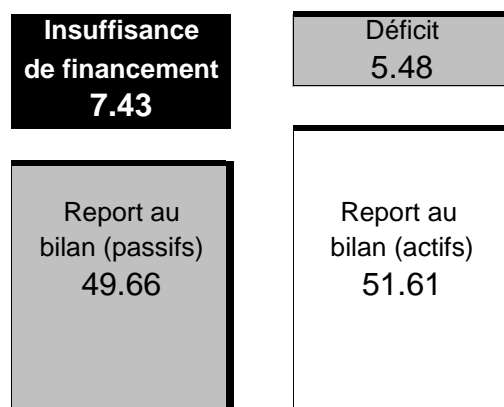 Insuffisance
de financement
7.43
Déficit
5.48
Report au
bilan (passifs)
49.66
Report au
bilan (actifs)
51.61